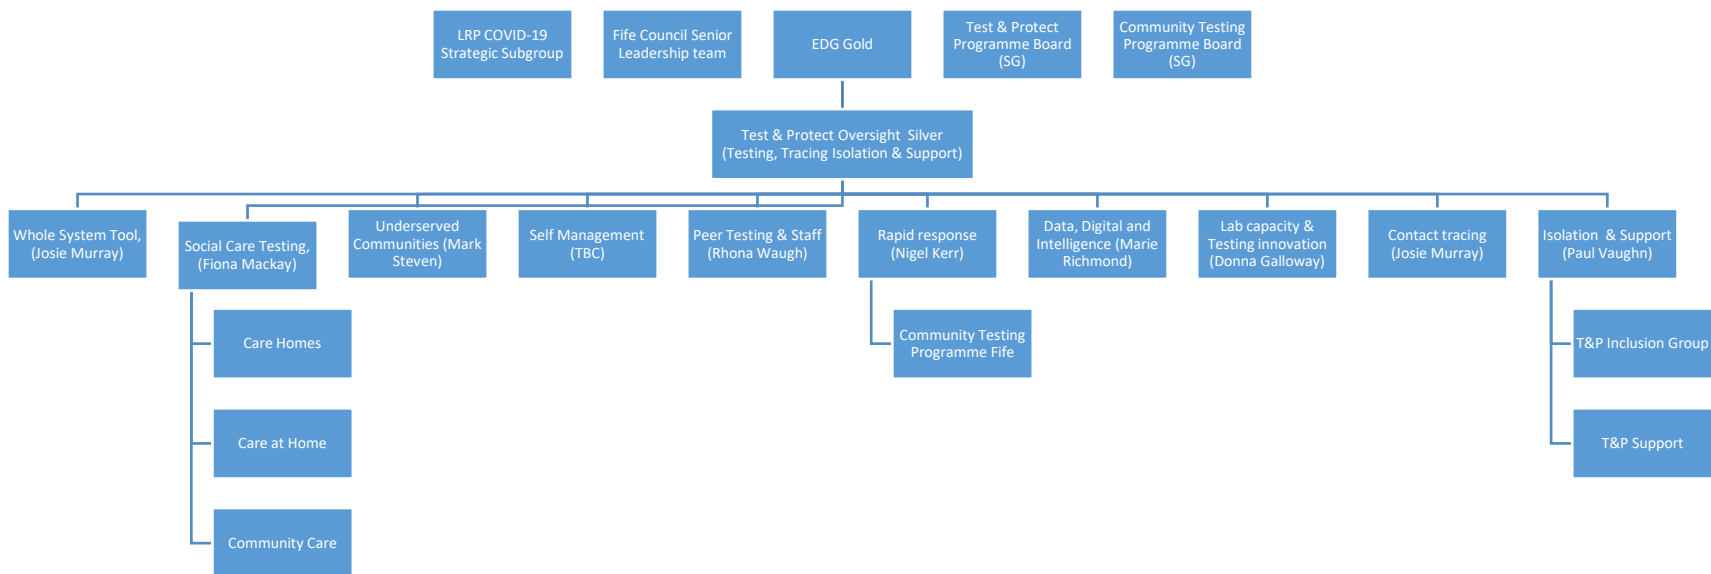 LRP COVID-19
Strategic Subgroup
Fife Council Senior
Leadership team
EDG Gold
Test & Protect
Programme Board
(SG)
Community Testing
Programme Board
(SG)
Test & Protect Oversight  Silver
(Testing, Tracing Isolation & Support)
Whole System Tool,
(Josie Murray)
Social Care Testing,
(Fiona Mackay)
Underserved
Communities (Mark
Steven)
Self Management
(TBC)
Peer Testing & Staff
(Rhona Waugh)
Rapid response
(Nigel Kerr)
Data, Digital and
Intelligence (Marie
Richmond)
Lab capacity &
Testing innovation
(Donna Galloway)
Contact tracing
(Josie Murray)
Isolation  & Support
(Paul Vaughn)
Care Homes
Care at Home
Community Care
Community Testing
Programme Fife
T&P Inclusion Group
T&P Support